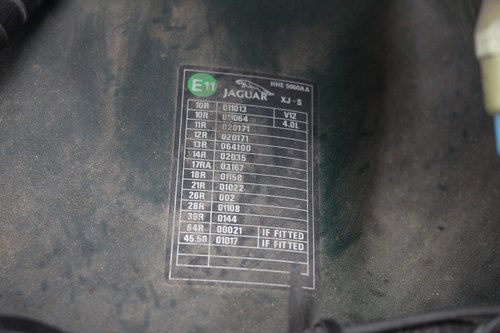 E11 JAGUAR HHE 5960AA
XJ-S
10R 011013 V12
10R 011064 4.0L
11R 020171
12R 020171
13R 064100
14R 02035
17RA 03167
18R 01158
21R 01022
26R 002
28R 01108
39R 0144
64R 00021 IF FITTED
45.50 01017 IF FITTED